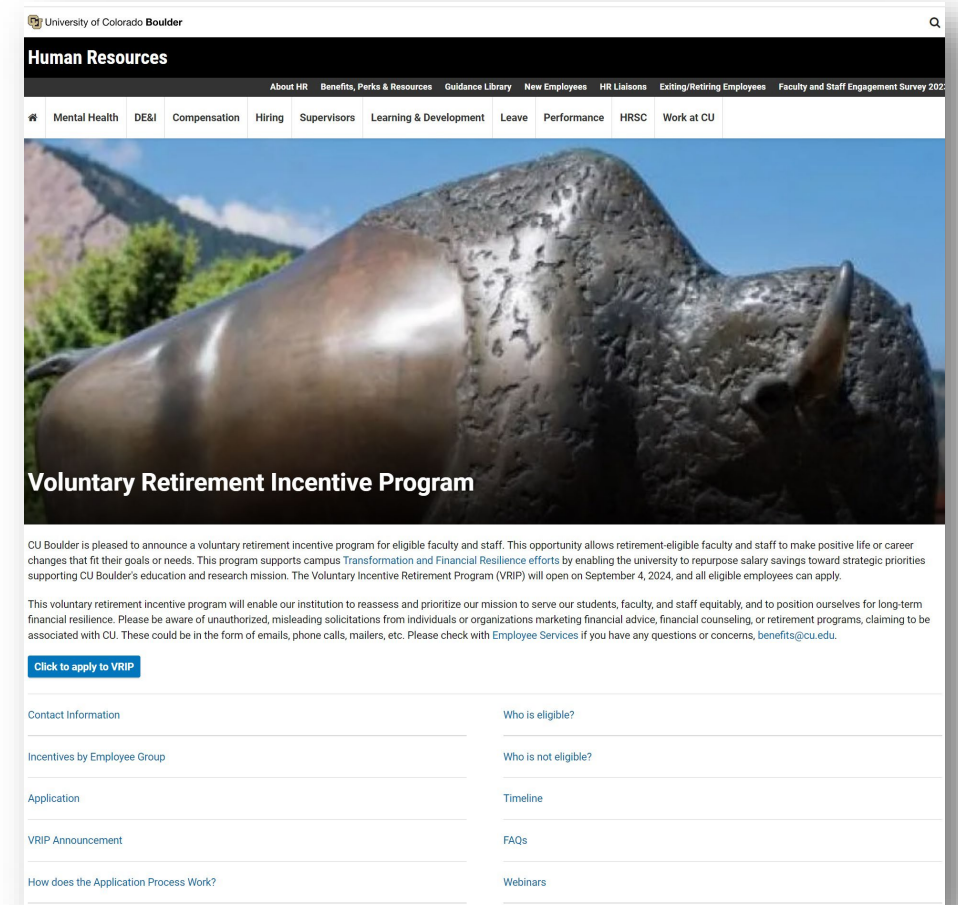 University of Colorado Boulder
Human Resources
About HR Benefits, Perks & Resources Guidance Library New Employees HR Liaisons Exiting/Retiring Employees Faculty and Staff Engagement Survey 202
Mental Health DE&I Compensation Hiring Supervisors Learning & Development Leave Performance HRSC Work at CU
Voluntary Retirement Incentive Program
CU Boulder is pleased to announce a voluntary retirement incentive program for eligible faculty and staff. This opportunity allows retirement-eligible faculty and staff to make positive life or career
changes that fit their goals or needs. This program supports campus Transformation and Financial Resilience efforts by enabling the university to repurpose salary savings toward strategic priorities
supporting CU Boulder's education and research mission. The Voluntary Incentive Retirement Program (VRIP) will open on September 4, 2024, and all eligible employees can apply.
This voluntary retirement incentive program will enable our institution to reassess and prioritize our mission to serve our students, faculty, and staff equitably, and to position ourselves for long-term
financial resilience. Please be aware of unauthorized, misleading solicitations from individuals or organizations marketing financial advice, financial counseling, or retirement programs, claiming to be
associated with CU. These could be in the form of emails, phone calls, mailers, etc. Please check with Employee Services if you have any questions or concerns, benefits@cu.edu.
Click to apply to VRIP
Contact Information
Who is eligible?
Incentives by Employee Group
Who is not eligible?
Application
Timeline
VRIP Announcement
FAQs
How does the Application Process Work?
Webinars